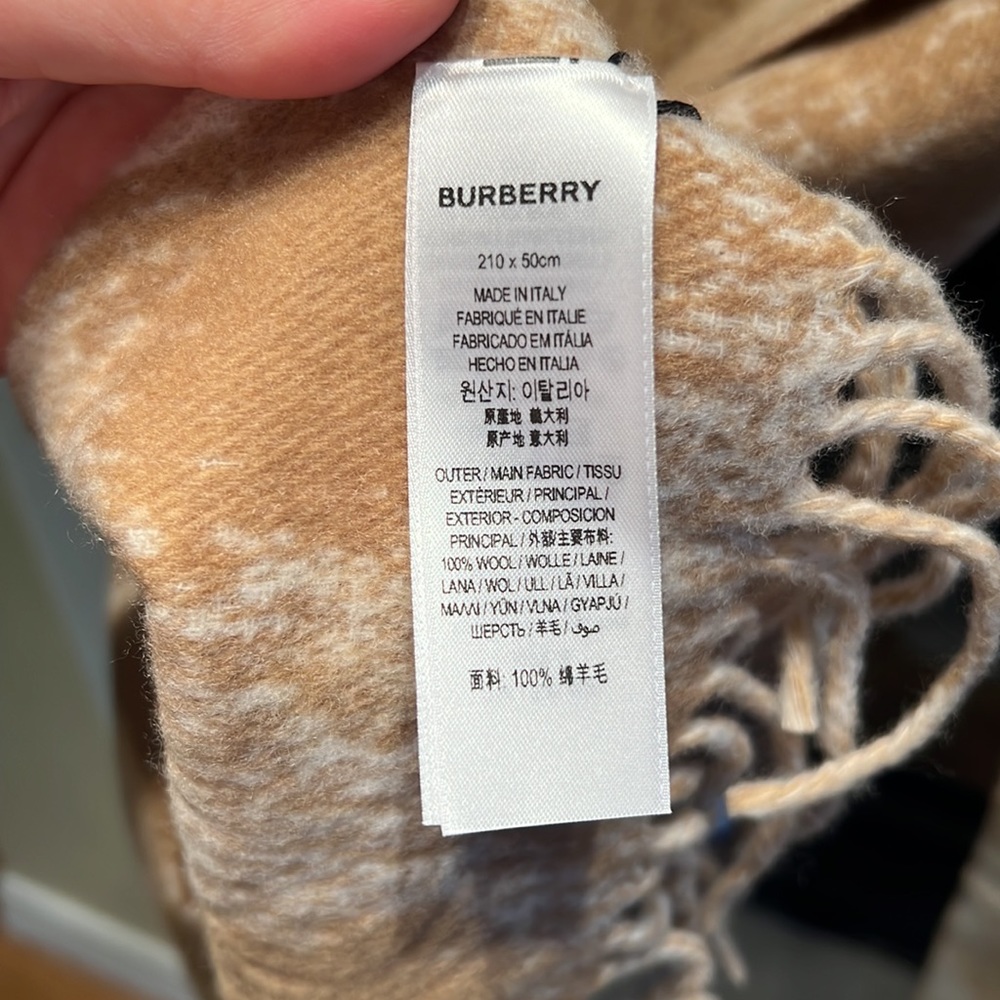 BURBERRY
210 x 50cm
MADE IN ITALY
FABRIQUÉ EN ITALIE
FABRICADO EM ITÁLIA
HECHO EN ITALIA
원산지: 이탈리아
原產地 義大利
原产地 意大利
OUTER / MAIN FABRIC / TISSU
EXTÉRIEUR / PRINCIPAL /
EXTERIOR - COMPOSICION
PRINCIPAL / 外部/主要布料:
100% WOOL / WOLLE / LAINE /
LANA / WOL / ULL / LÃ / VILLA /
ΜΑΛΛΙ / YÜN / VLNA / GYAPJÚ /
ШЕРСТЬ / 羊毛 / صوف
面料: 100% 绵羊毛